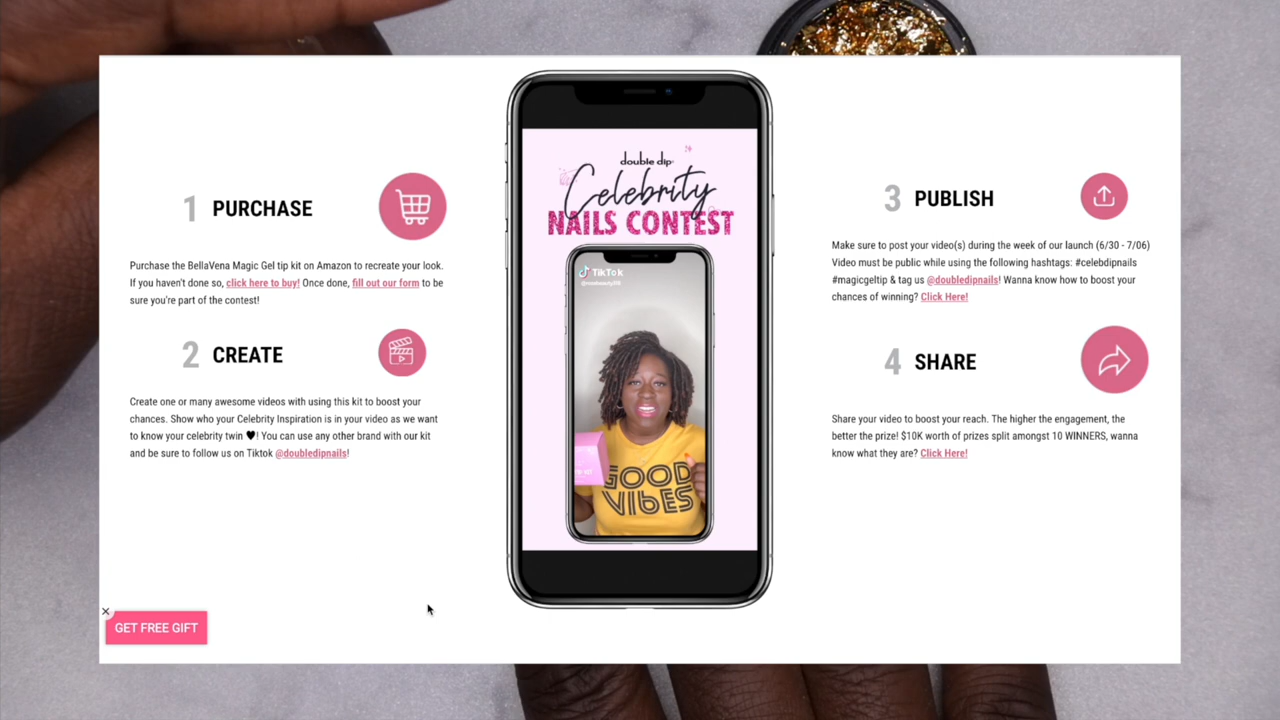 1 PURCHASE
Purchase the BellaVena Magic Gel tip kit on Amazon to recreate your look.
If you haven't done so, click here to buy! Once done, fill out our form to be
sure you're part of the contest!
2 CREATE
Create one or many awesome videos with using this kit to boost your
chances. Show who your Celebrity Inspiration is in your video as we want
to know your celebrity twin 🖤! You can use any other brand with our kit
and be sure to follow us on Tiktok @doubledipnails!
GET FREE GIFT
double dip
Celebrity
NAILS CONTEST
TikTok
GOOD
VIBES
3 PUBLISH
Make sure to post your video(s) during the week of our launch (6/30 - 7/06)
Video must be public while using the following hashtags: #celebdipnails
#magicgeltip & tag us @doubledipnails! Wanna know how to boost your
chances of winning? Click Here!
4 SHARE
Share your video to boost your reach. The higher the engagement, the
better the prize! $10K worth of prizes split amongst 10 WINNERS, wanna
know what they are? Click Here!